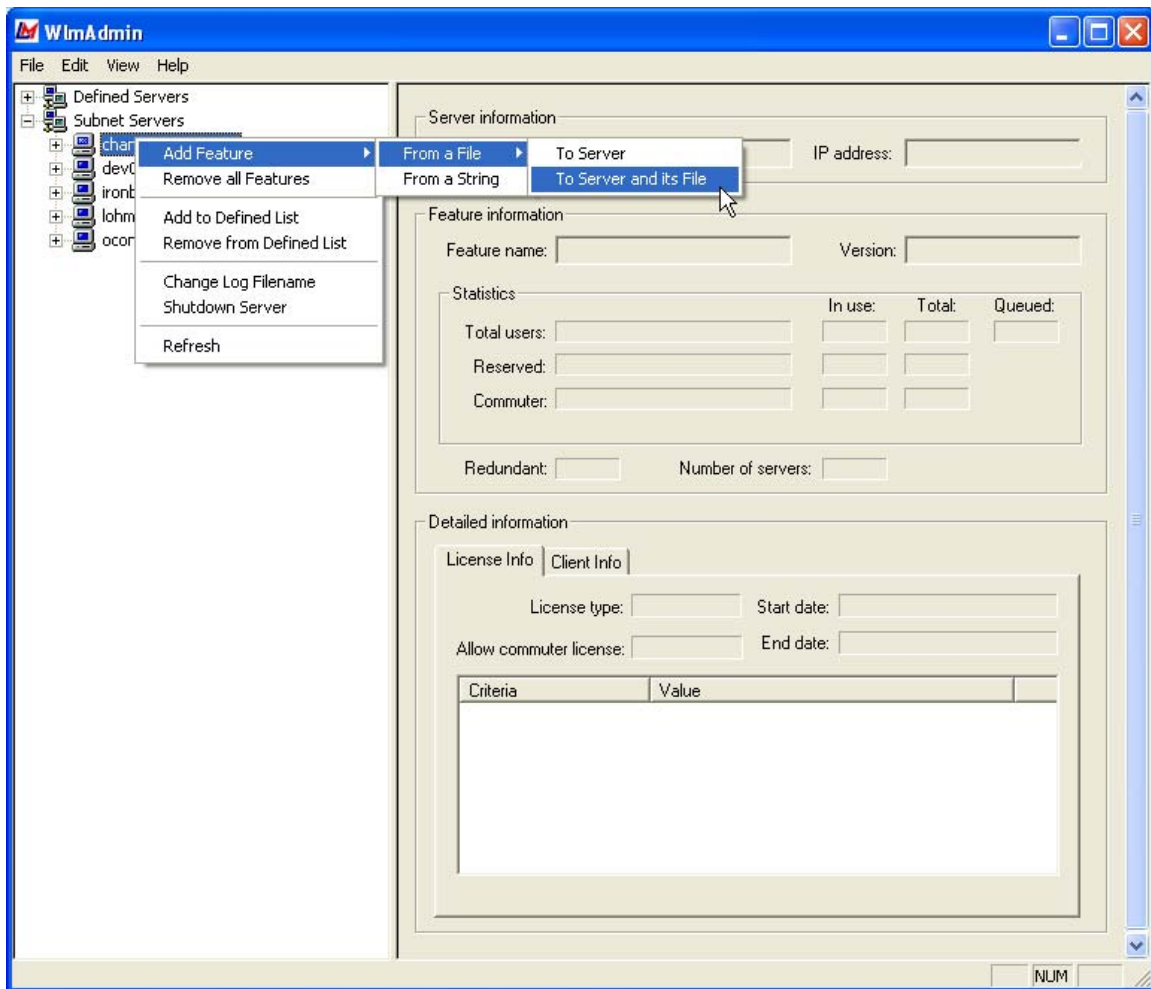 WlmAdmin
File Edit View Help
Defined Servers
Subnet Servers
Add Feature
Remove all Features
Add to Defined List
Remove from Defined List
Change Log Filename
Shutdown Server
Refresh
From a File
From a String
To Server
To Server and its File
Server information
IP address:
Feature information
Feature name:
Version:
Statistics
In use: Total: Queued:
Total users:
Reserved:
Commuter:
Redundant:
Number of servers:
Detailed information
License Info
Client Info
License type:
Start date:
Allow commuter license:
End date:
Criteria
Value
NUM